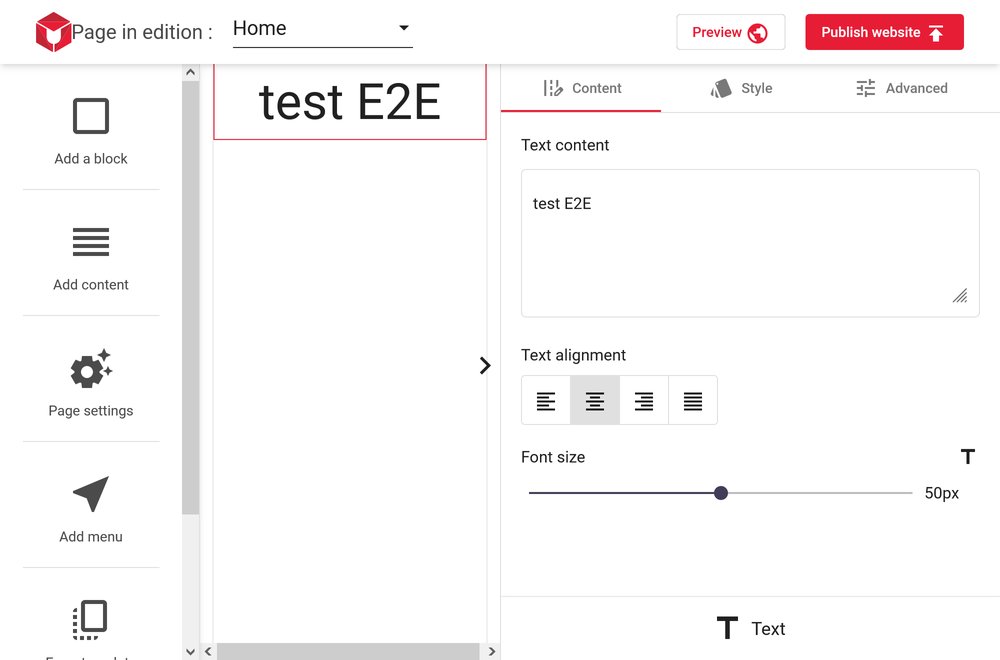 Page in edition :
Home
Preview
Publish website
Add a block
Add content
Page settings
Add menu
test E2E
Content
Style
Advanced
Text content
test E2E
Text alignment
Font size
50px
Text